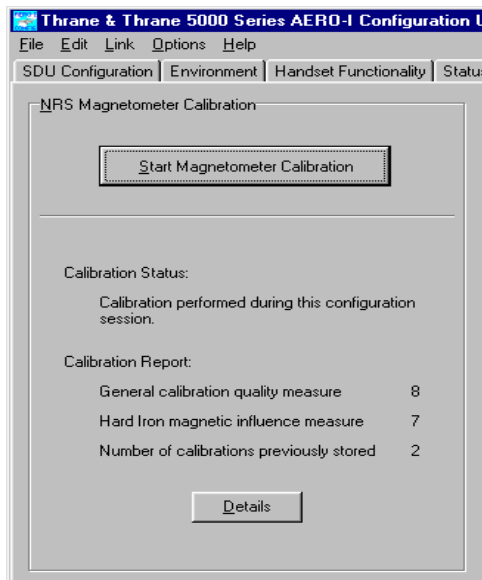 Thrane & Thrane 5000 Series AERO-I Configuration
File Edit Link Options Help
SDU Configuration Environment Handset Functionality
NRS Magnetometer Calibration
Start Magnetometer Calibration
Calibration Status:
Calibration performed during this configuration
session.
Calibration Report:
General calibration quality measure 8
Hard Iron magnetic influence measure 7
Number of calibrations previously stored 2
Details